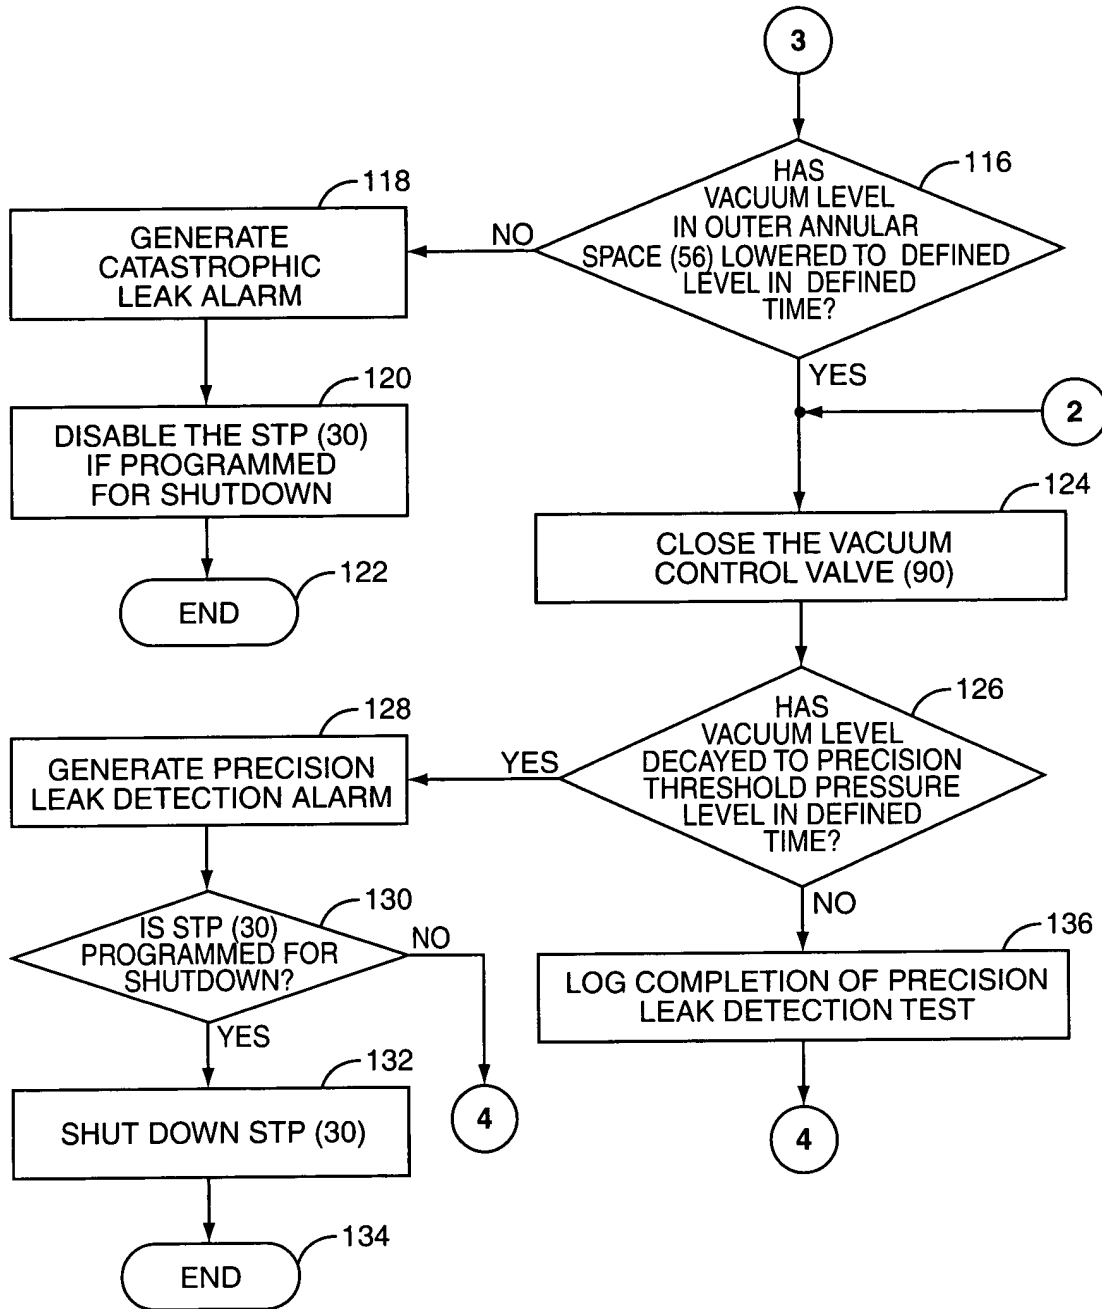 3
116
HAS
VACUUM LEVEL
IN OUTER ANNULAR
SPACE (56) LOWERED TO DEFINED
LEVEL IN DEFINED
TIME?
NO
118
GENERATE
CATASTROPHIC
LEAK ALARM
120
DISABLE THE STP (30)
IF PROGRAMMED
FOR SHUTDOWN
122
END
YES
2
124
CLOSE THE VACUUM
CONTROL VALVE (90)
126
HAS
VACUUM LEVEL
DECAYED TO PRECISION
THRESHOLD PRESSURE
LEVEL IN DEFINED
TIME?
YES
128
GENERATE PRECISION
LEAK DETECTION ALARM
130
IS STP (30)
PROGRAMMED FOR
SHUTDOWN?
NO
4
YES
132
SHUT DOWN STP (30)
134
END
NO
136
LOG COMPLETION OF PRECISION
LEAK DETECTION TEST
4